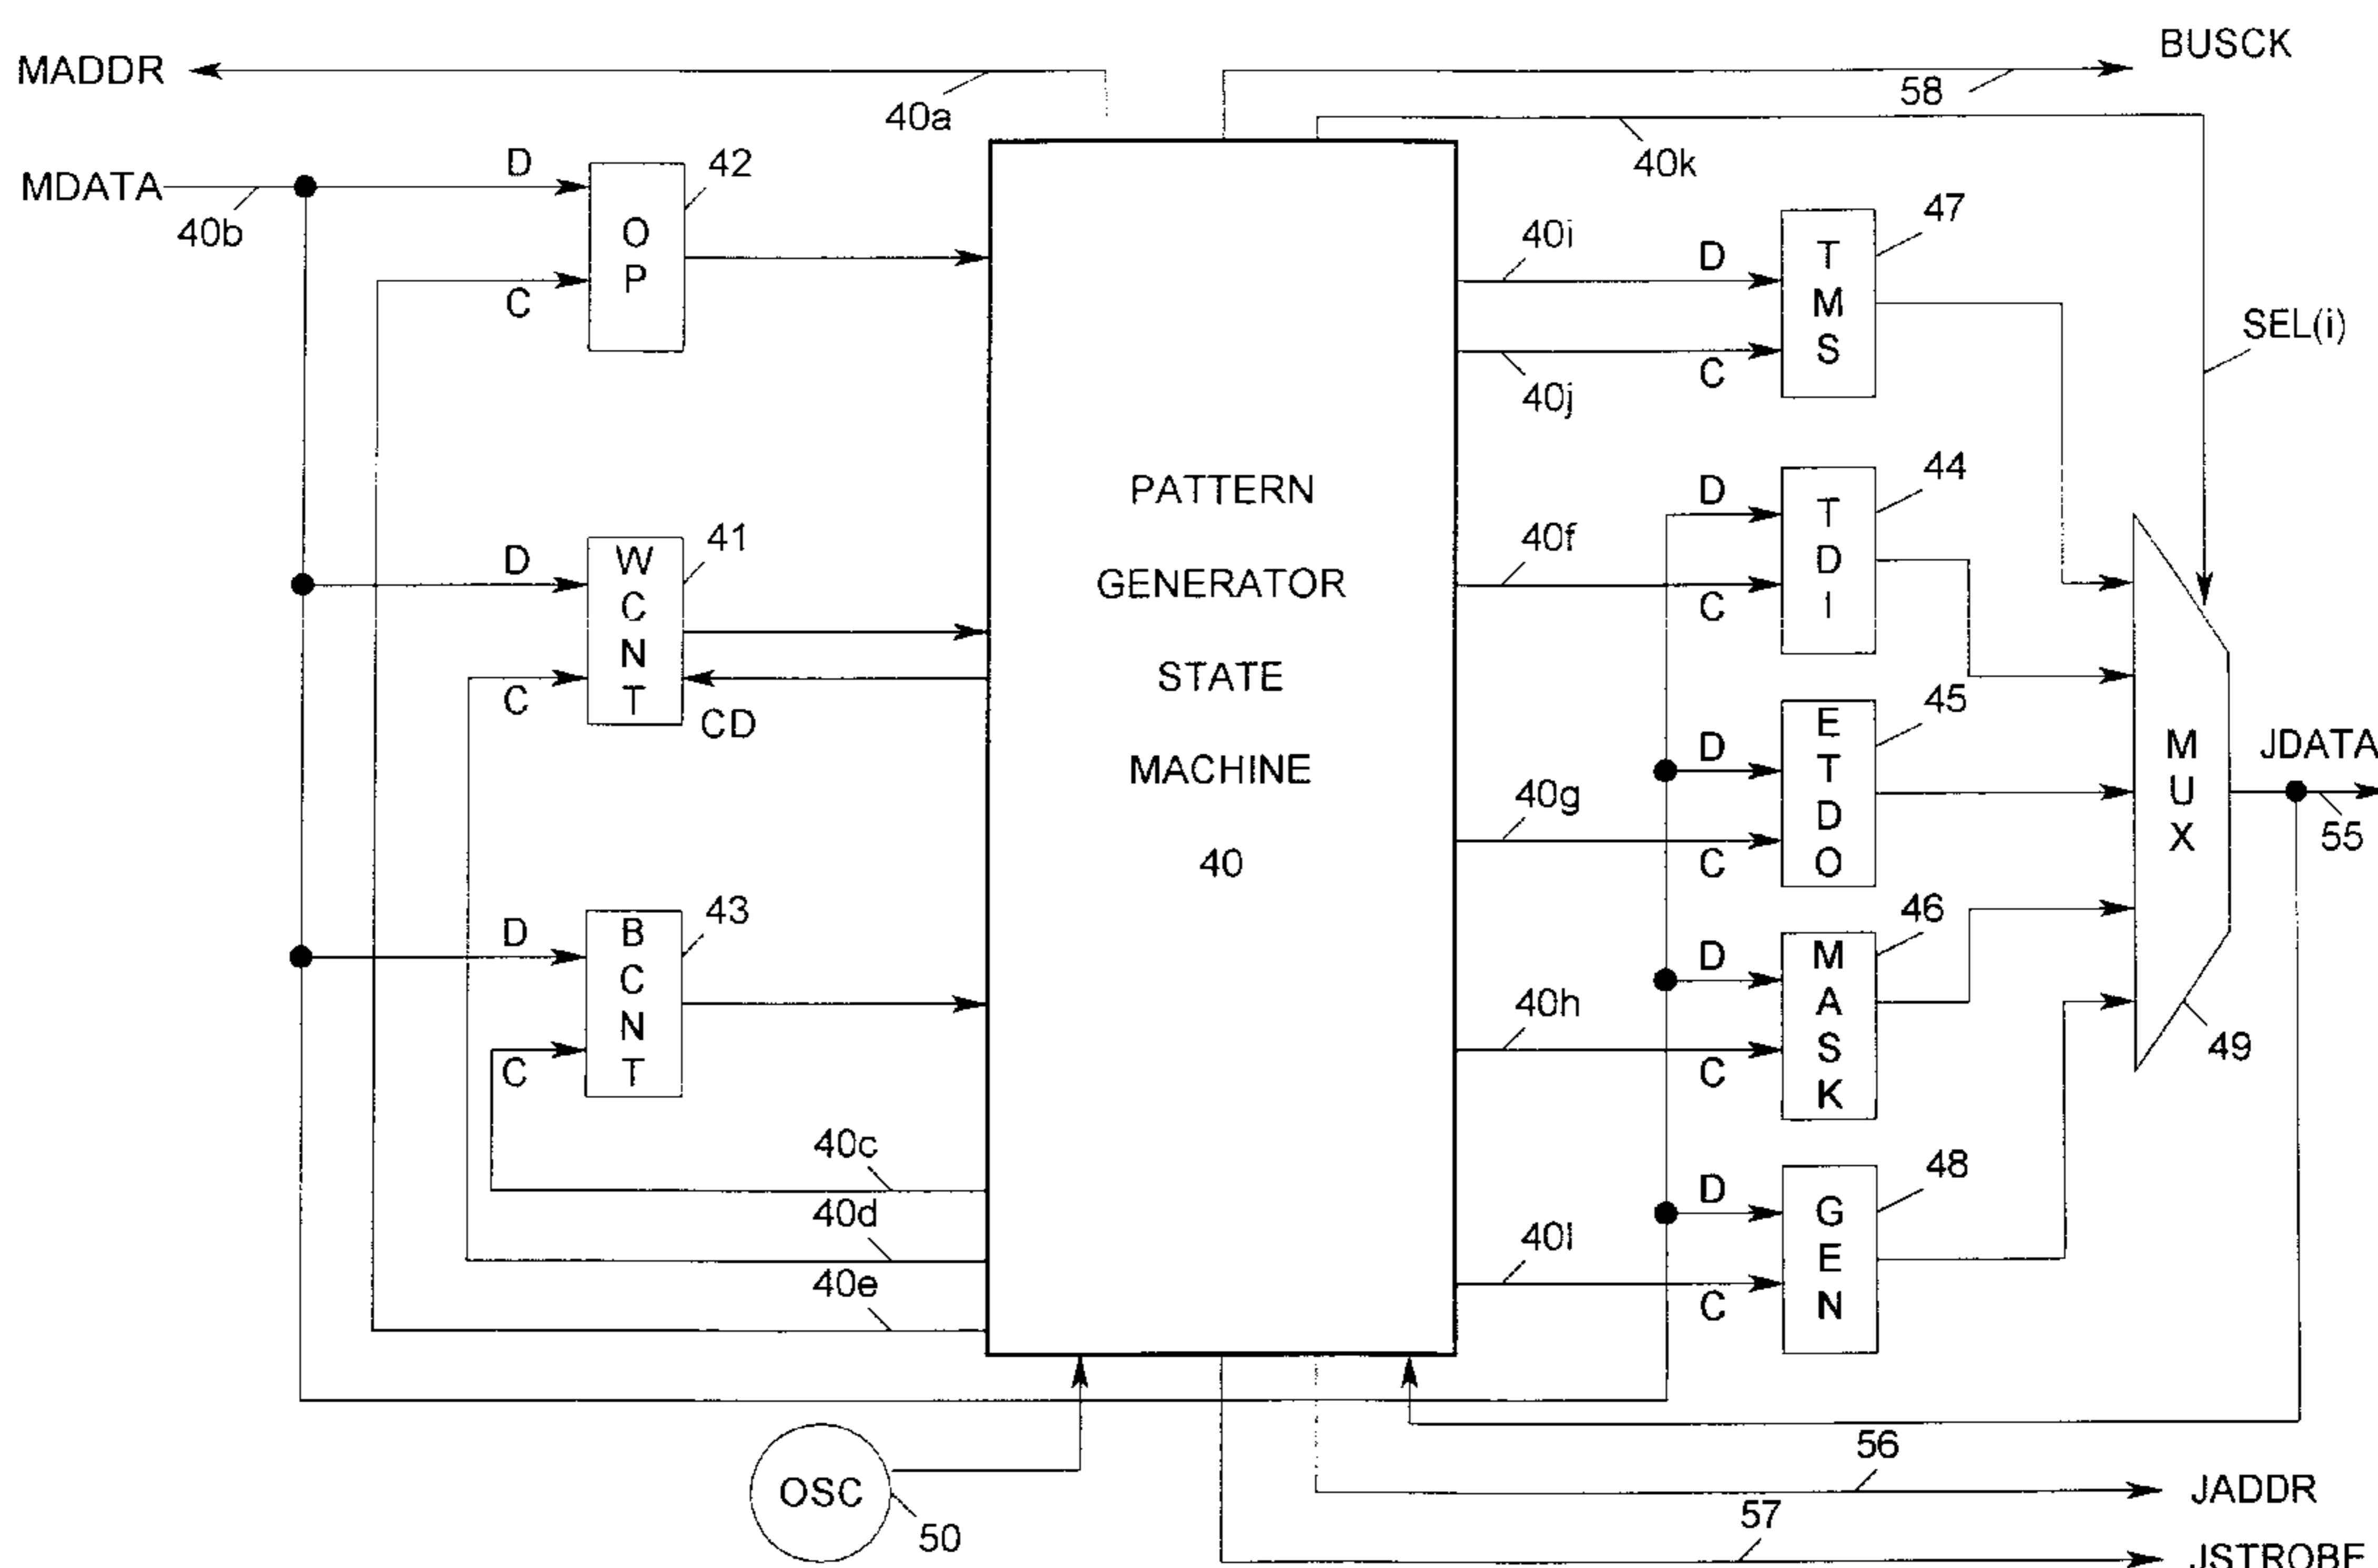 MADDR
40a
BUSCK
58
MDATA
40b
D
42
O
P
C
40k
40i
D
47
T
M
S
40j
C
SEL(i)
D
41
W
C
N
T
C
CD
PATTERN
GENERATOR
STATE
MACHINE
40
40f
D
44
T
D
I
C
40g
D
45
E
T
D
O
C
M
U
X
JDATA
55
D
43
B
C
N
T
C
40h
D
46
M
A
S
K
C
49
40c
40d
40e
40l
D
48
G
E
N
C
OSC
50
56
JADDR
57
JSTROBE